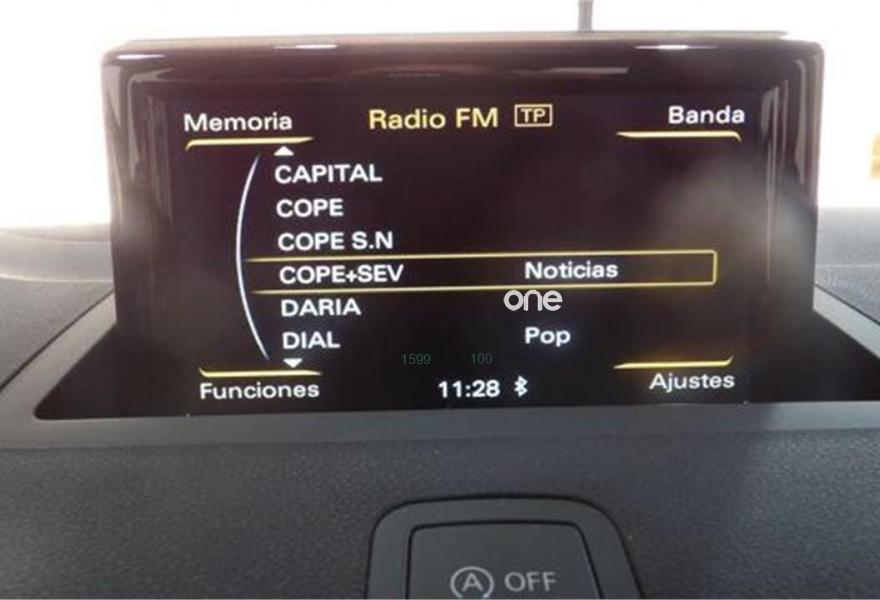 Memoria Radio FM TP Banda
CAPITAL
COPE
COPE S.N
COPE+SEV Noticias
one
DARIA
DIAL Pop
1599 100
Funciones 11:28 Ajustes
A OFF